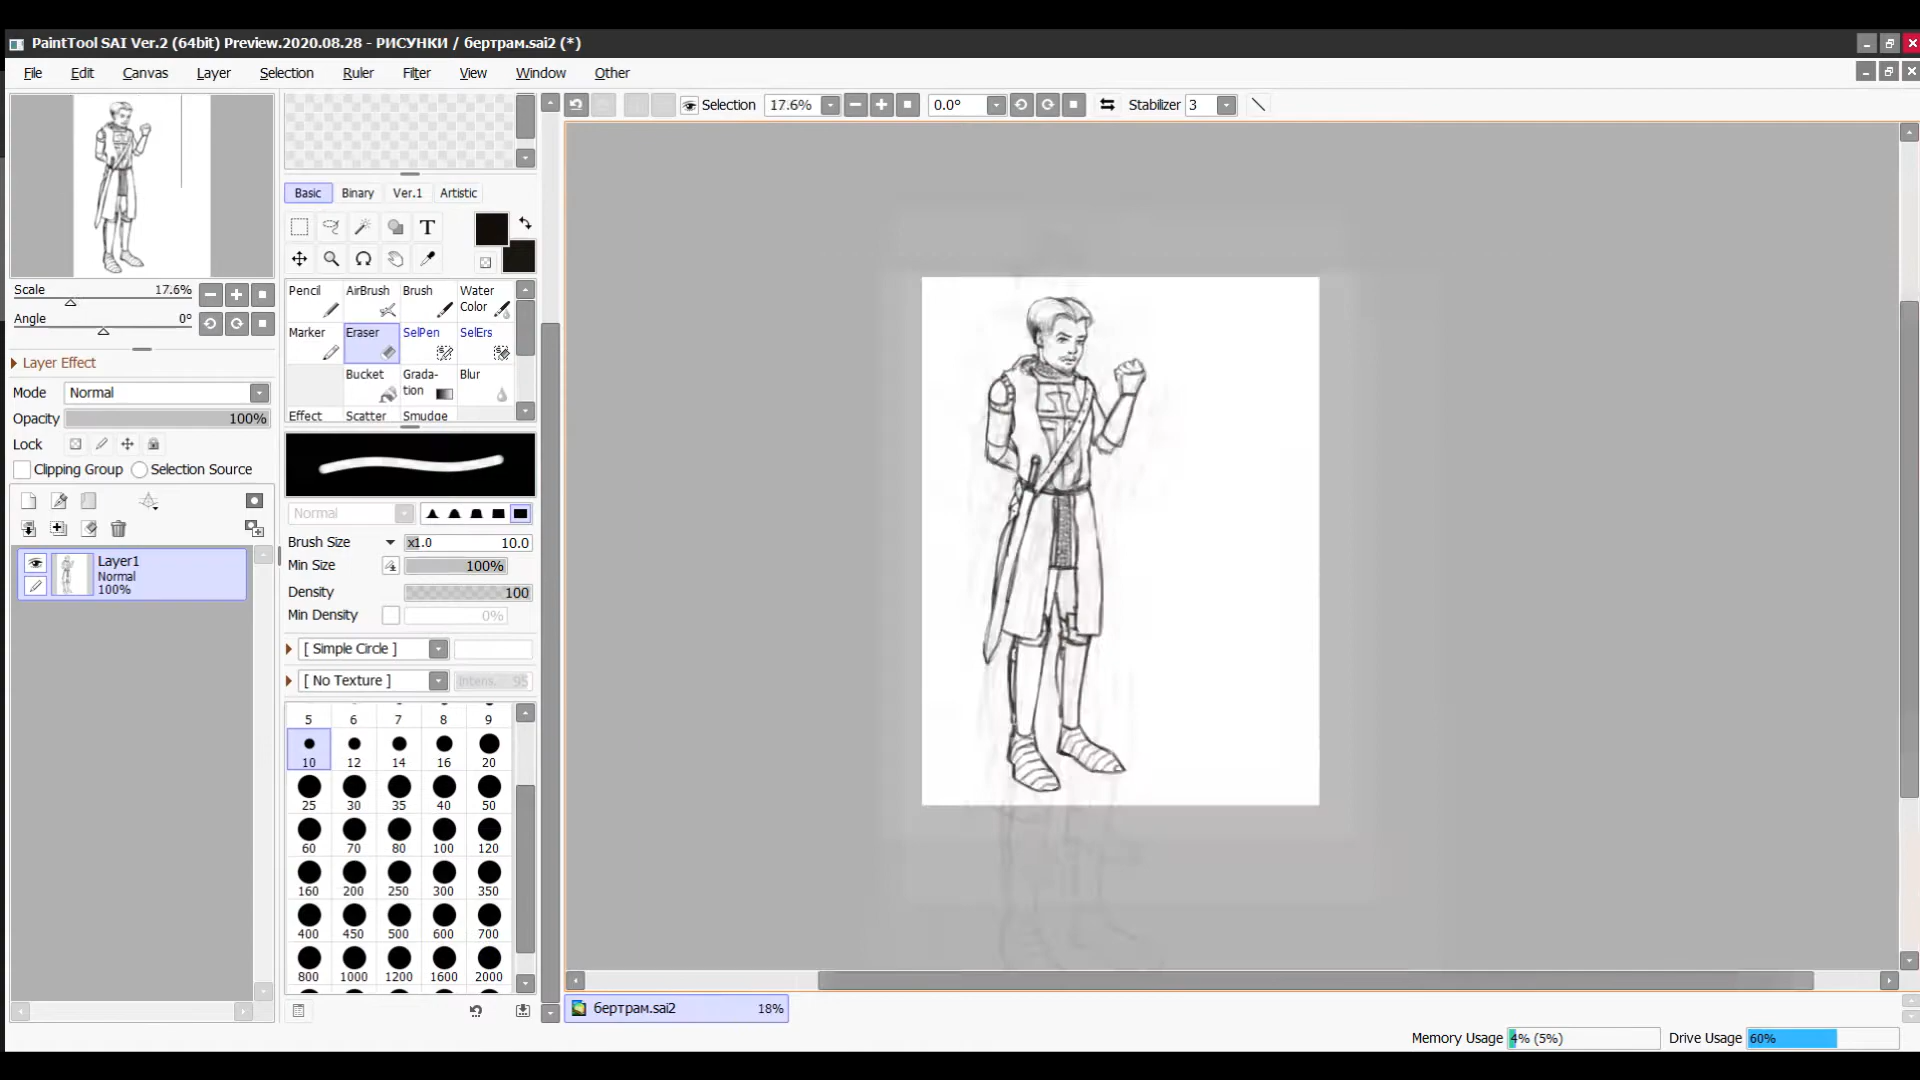 PaintTool SAI Ver.2 (64bit) Preview.2020.08.28 - РИСУНКИ / бертрам.sai2 (*)
File Edit Canvas Layer Selection Ruler Filter View Window Other
Selection 17.6% 0.0° Stabilizer 3
Scale 17.6%
Angle 0°
Layer Effect
Mode Normal
Opacity 100%
Lock
Clipping Group Selection Source
Layer1
Normal
100%
Basic Binary Ver.1 Artistic
T
Pencil AirBrush Brush Water Color
Marker Eraser SelPen SelErs
Bucket Grada-tion Blur
Effect Scatter Smudge
Normal
Brush Size x1.0 10.0
Min Size 100%
Density 100
Min Density 0%
[ Simple Circle ]
[ No Texture ] Intens. 95
5 6 7 8 9
10 12 14 16 20
25 30 35 40 50
60 70 80 100 120
160 200 250 300 350
400 450 500 600 700
800 1000 1200 1600 2000
бертрам.sai2 18%
Memory Usage 4% (5%) Drive Usage 60%